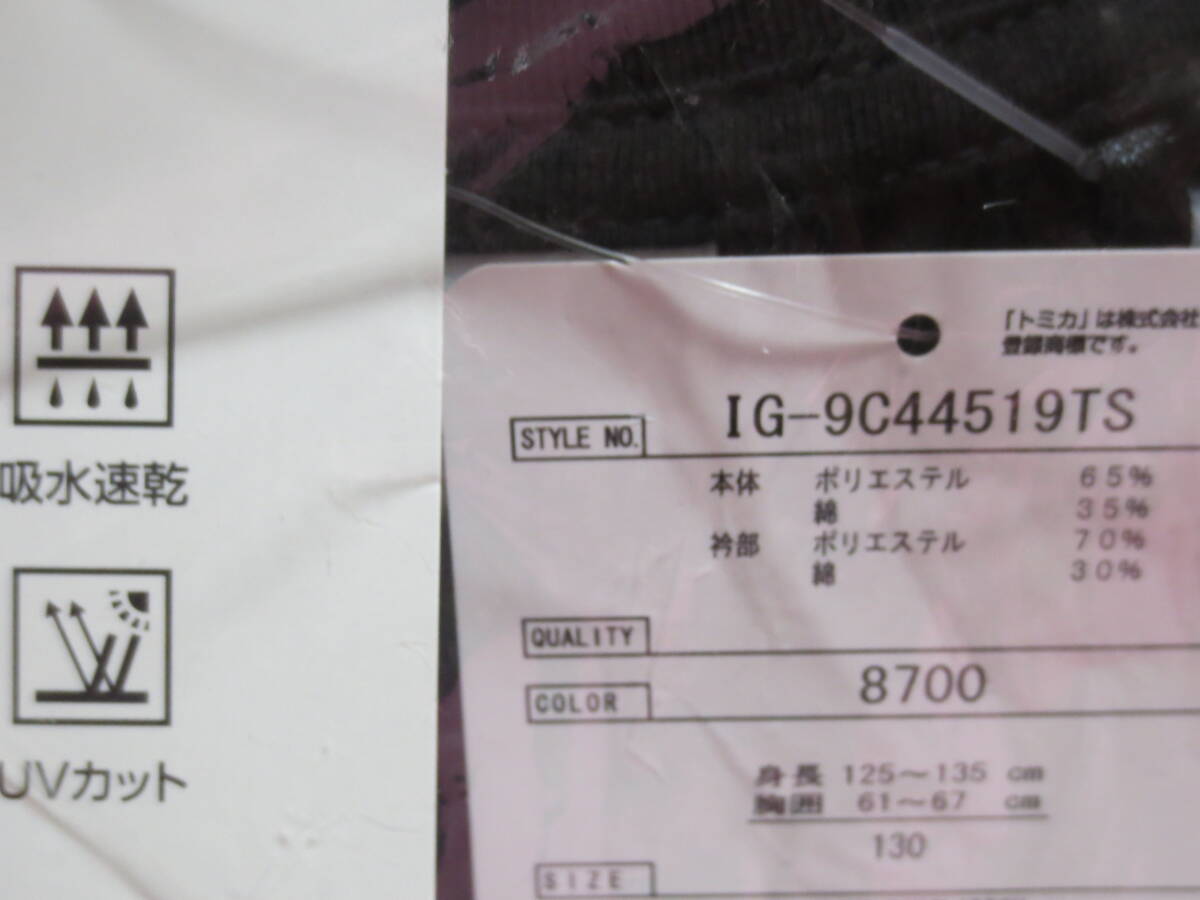 吸水速乾
UVカット
「トミカ」は株式会社
登録商標です。
IG-9C44519TS
STYLE NO.
本体 ポリエステル 65%
綿 35%
衿部 ポリエステル 70%
綿 30%
QUALITY
8700
COLOR
身長 125～135 cm
胸囲 61～67 cm
130
SIZE